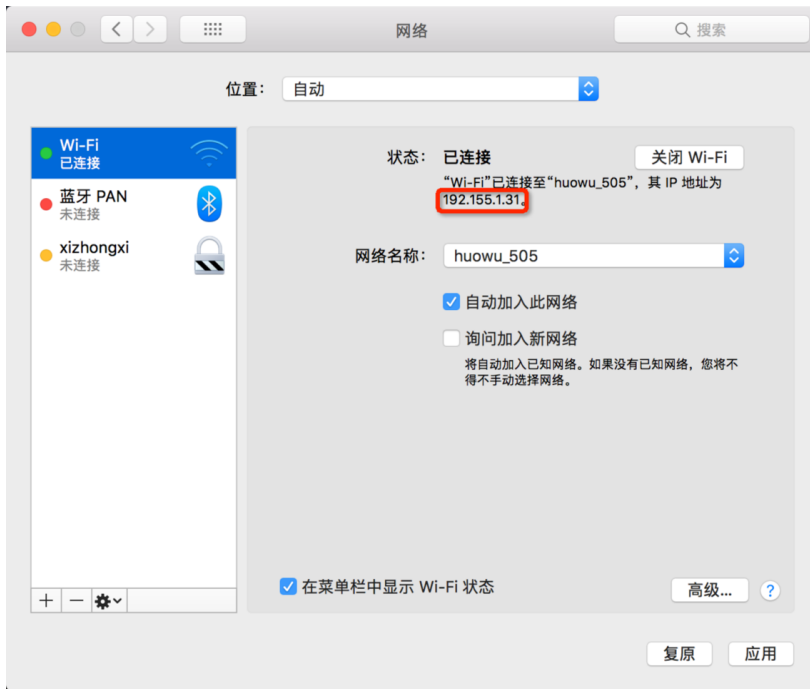 网络
搜索
位置：
自动
Wi-Fi
已连接
蓝牙 PAN
未连接
xizhongxi
未连接
状态：
已连接
关闭 Wi-Fi
“Wi-Fi”已连接至“huowu_505”，其 IP 地址为
192.155.1.31。
网络名称：
huowu_505
自动加入此网络
询问加入新网络
将自动加入已知网络。如果没有已知网络，您将不
得不手动选择网络。
在菜单栏中显示 Wi-Fi 状态
高级...
?
复原
应用